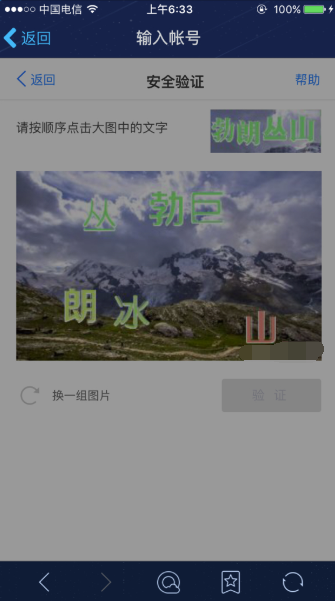 中国电信 上午6:33 100%
返回 输入帐号
返回 安全验证 帮助
请按顺序点击大图中的文字 勃朗丛山
丛 勃 巨
朗 冰 山
换一组图片 验 证